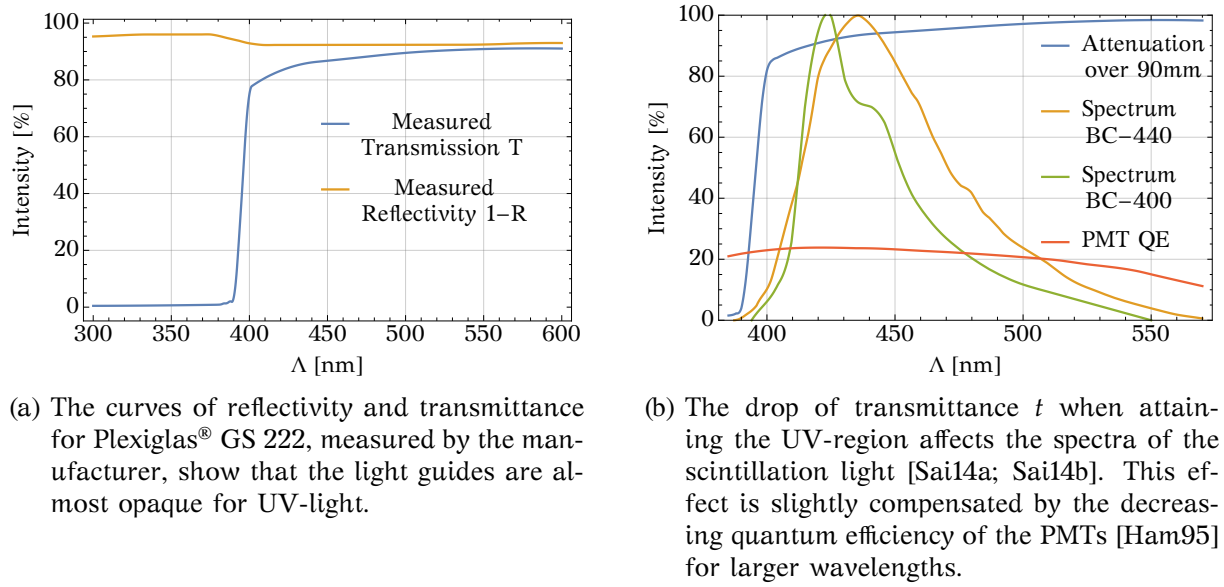 100
80
60
40
20
0
Intensity [%]
300
350
400
450
500
550
600
Λ [nm]
Measured
Transmission T
Measured
Reflectivity 1–R
100
80
60
40
20
0
Intensity [%]
400
450
500
550
Λ [nm]
Attenuation
over 90mm
Spectrum
BC–440
Spectrum
BC–400
PMT QE
(a) The curves of reflectivity and transmittance
for Plexiglas® GS 222, measured by the man-
ufacturer, show that the light guides are al-
most opaque for UV-light.
(b) The drop of transmittance t when attain-
ing the UV-region affects the spectra of the
scintillation light [Sai14a; Sai14b]. This ef-
fect is slightly compensated by the decreas-
ing quantum efficiency of the PMTs [Ham95]
for larger wavelengths.